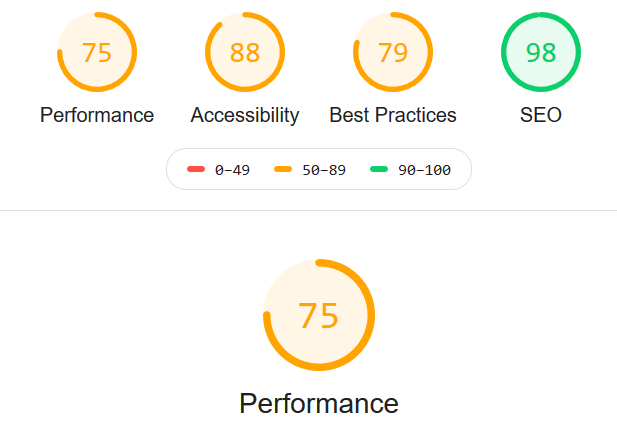 75 88 79 98
Performance Accessibility Best Practices SEO
0–49 50–89 90–100
75
Performance